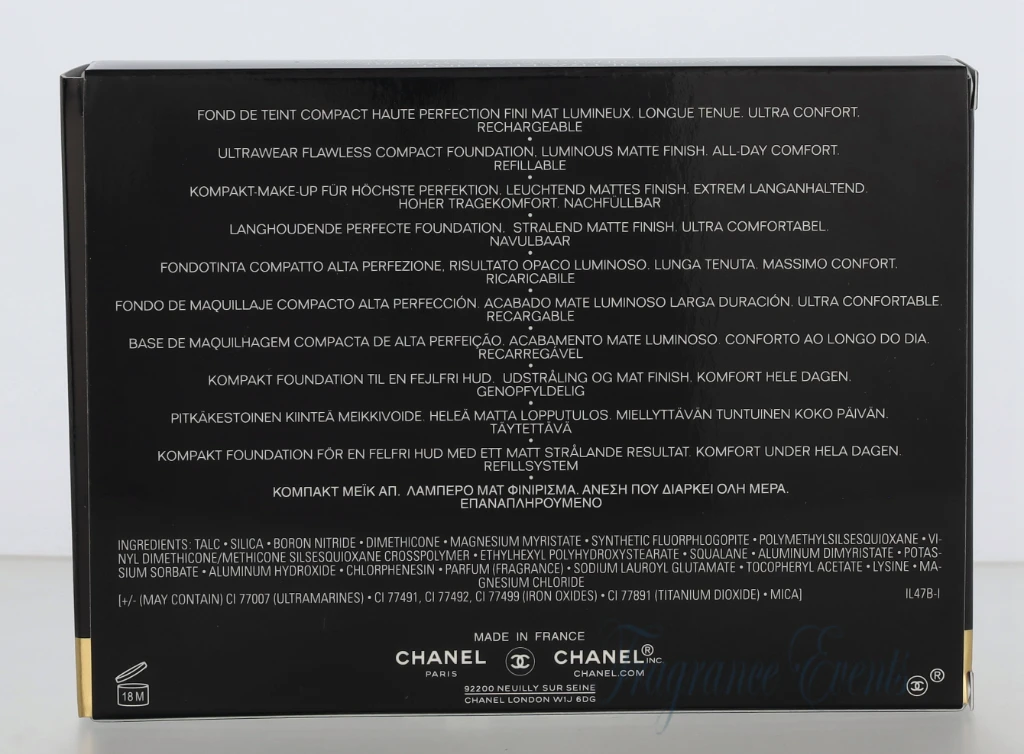 FOND DE TEINT COMPACT HAUTE PERFECTION FINI MAT LUMINEUX. LONGUE TENUE. ULTRA CONFORT.
RECHARGEABLE
•
ULTRAWEAR FLAWLESS COMPACT FOUNDATION, LUMINOUS MATTE FINISH. ALL-DAY COMFORT.
REFILLABLE
•
KOMPAKT-MAKE-UP FÜR HÖCHSTE PERFEKTION. LEUCHTEND MATTES FINISH. EXTREM LANGANHALTEND.
HOHER TRAGEKOMFORT. NACHFÜLLBAR
•
LANGHOUDENDE PERFECTE FOUNDATION. STRALEND MATTE FINISH. ULTRA COMFORTABEL.
NAVULBAAR
•
FONDOTINTA COMPATTO ALTA PERFEZIONE, RISULTATO OPACO LUMINOSO. LUNGA TENUTA. MASSIMO CONFORT.
RICARICABILE
•
FONDO DE MAQUILLAJE COMPACTO ALTA PERFECCIÓN. ACABADO MATE LUMINOSO LARGA DURACIÓN. ULTRA CONFORTABLE.
RECARGABLE
•
BASE DE MAQUILHAGEM COMPACTA DE ALTA PERFEIÇÃO. ACABAMENTO MATE LUMINOSO. CONFORTO AO LONGO DO DIA.
RECARREGÁVEL
•
KOMPAKT FOUNDATION TIL EN FEJLFRI HUD. UDSTRÅLING OG MAT FINISH. KOMFORT HELE DAGEN.
GENOPFYLDELIG
•
PITKÄKESTOINEN KIINTEÄ MEIKKIVOIDE. HELEÄ MATTA LOPPUTULOS. MIELLYTTÄVÄN TUNTUINEN KOKO PÄIVÄN.
TÄYTETTÄVÄ
•
KOMPAKT FOUNDATION FÖR EN FELFRI HUD MED ETT MATT STRÅLANDE RESULTAT. KOMFORT UNDER HELA DAGEN.
REFILLSYSTEM
•
ΚΟΜΠΑΚΤ ΜΕΪΚ ΑΠ. ΛΑΜΠΕΡΟ ΜΑΤ ΦΙΝΙΡΙΣΜΑ. ΑΝΕΣΗ ΠΟΥ ΔΙΑΡΚΕΙ ΟΛΗ ΜΕΡΑ.
ΕΠΑΝΑΠΛΗΡΟΥΜΕΝΟ
INGREDIENTS: TALC • SILICA • BORON NITRIDE • DIMETHICONE • MAGNESIUM MYRISTATE • SYNTHETIC FLUORPHLOGOPITE • POLYMETHYLSILSESQUIOXANE • VI-
NYL DIMETHICONE/METHICONE SILSESQUIOXANE CROSSPOLYMER • ETHYLHEXYL POLYHYDROXYSTEARATE • SQUALANE • ALUMINUM DIMYRISTATE • POTAS-
SIUM SORBATE • ALUMINUM HYDROXIDE • CHLORPHENESIN • PARFUM (FRAGRANCE) • SODIUM LAUROYL GLUTAMATE • TOCOPHERYL ACETATE • LYSINE • MA-
GNESIUM CHLORIDE
[+/- (MAY CONTAIN) CI 77007 (ULTRAMARINES) • CI 77491, CI 77492, CI 77499 (IRON OXIDES) • CI 77891 (TITANIUM DIOXIDE) • MICA] IL47B-I
MADE IN FRANCE
CHANEL CHANEL® INC
PARIS CHANEL.COM
92200 NEUILLY SUR SEINE
CHANEL LONDON W1J 6DG
18 M
®
Fragrance Events